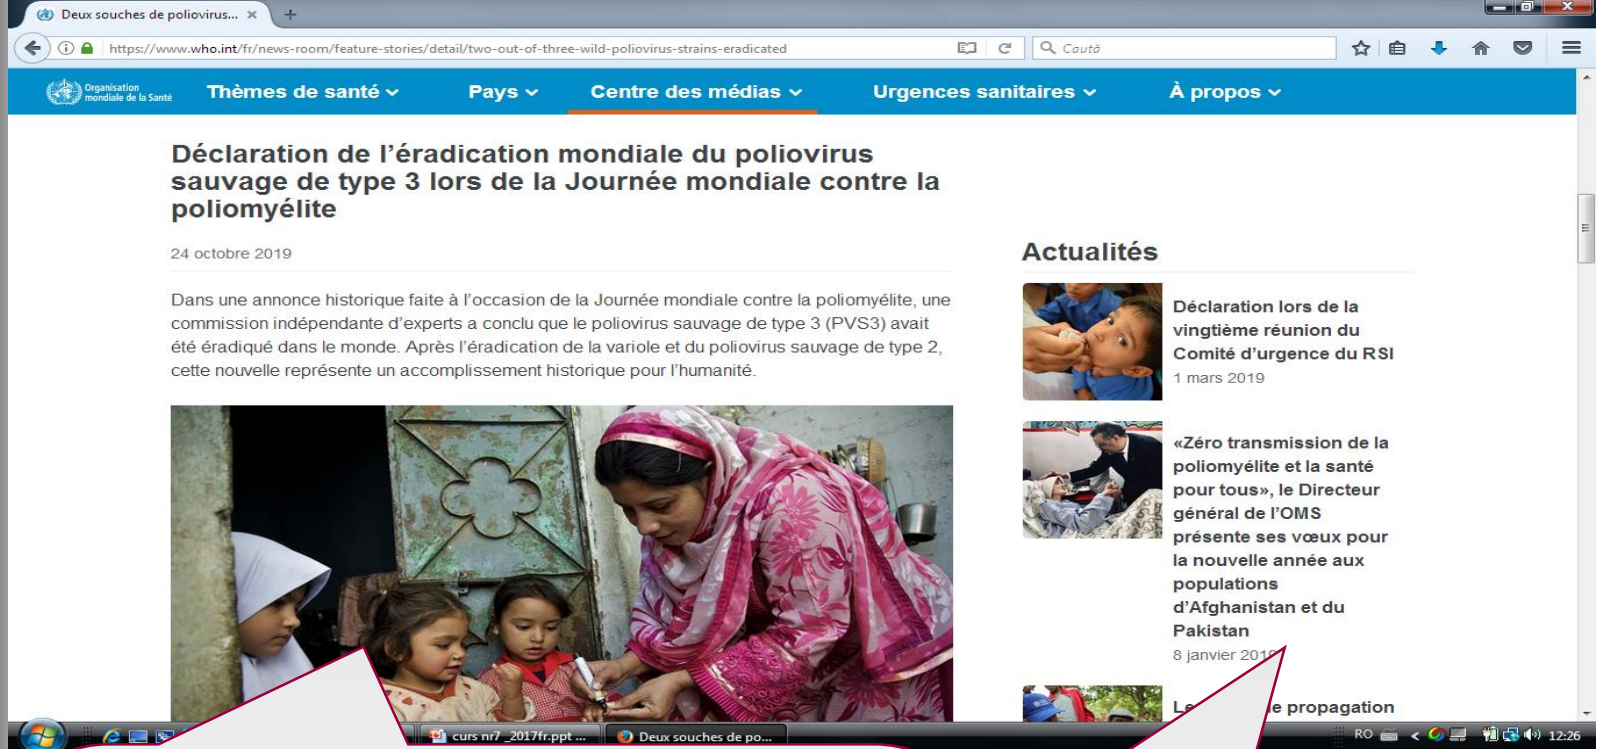 Deux souches de poliovirus...
https://www.who.int/fr/news-room/feature-stories/detail/two-out-of-three-wild-poliovirus-strains-eradicated
Caută
Organisation
mondiale de la Santé
Thèmes de santé
Pays
Centre des médias
Urgences sanitaires
À propos
Déclaration de l’éradication mondiale du poliovirus
sauvage de type 3 lors de la Journée mondiale contre la
poliomyélite
24 octobre 2019
Dans une annonce historique faite à l’occasion de la Journée mondiale contre la poliomyélite, une
commission indépendante d’experts a conclu que le poliovirus sauvage de type 3 (PVS3) avait
été éradiqué dans le monde. Après l’éradication de la variole et du poliovirus sauvage de type 2,
cette nouvelle représente un accomplissement historique pour l’humanité.
Actualités
Déclaration lors de la
vingtième réunion du
Comité d’urgence du RSI
1 mars 2019
«Zéro transmission de la
poliomyélite et la santé
pour tous», le Directeur
général de l’OMS
présente ses vœux pour
la nouvelle année aux
populations
d’Afghanistan et du
Pakistan
8 janvier 2019
propagation
curs nr7 _2017fr.ppt ...
Deux souches de po...
RO
12:26